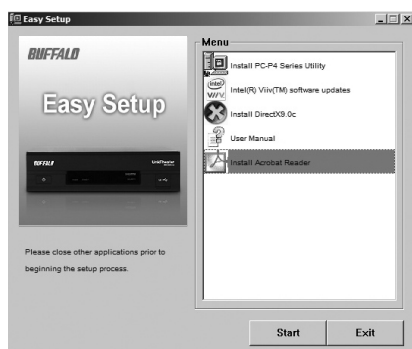 Easy Setup
BUFFALO
Easy Setup
BUFFALO
LinkTheater
Please close other applications prior to
beginning the setup process.
Menu
Install PC-P4 Series Utility
Intel(R) Viiv(TM) software updates
Install DirectX9.0c
User Manual
Install Acrobat Reader
Start
Exit